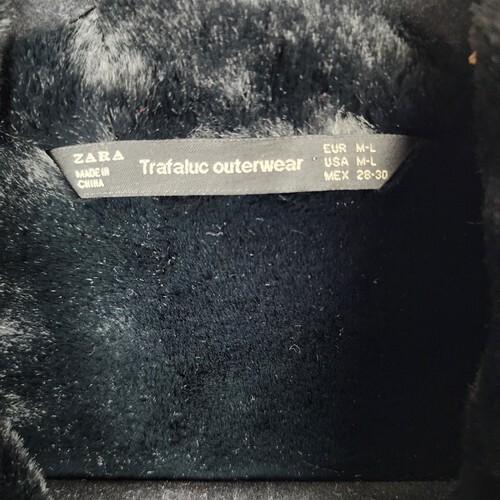 ZARA
MADE IN
CHINA
Trafaluc outerwear
EUR M-L
USA M-L
MEX 28-30